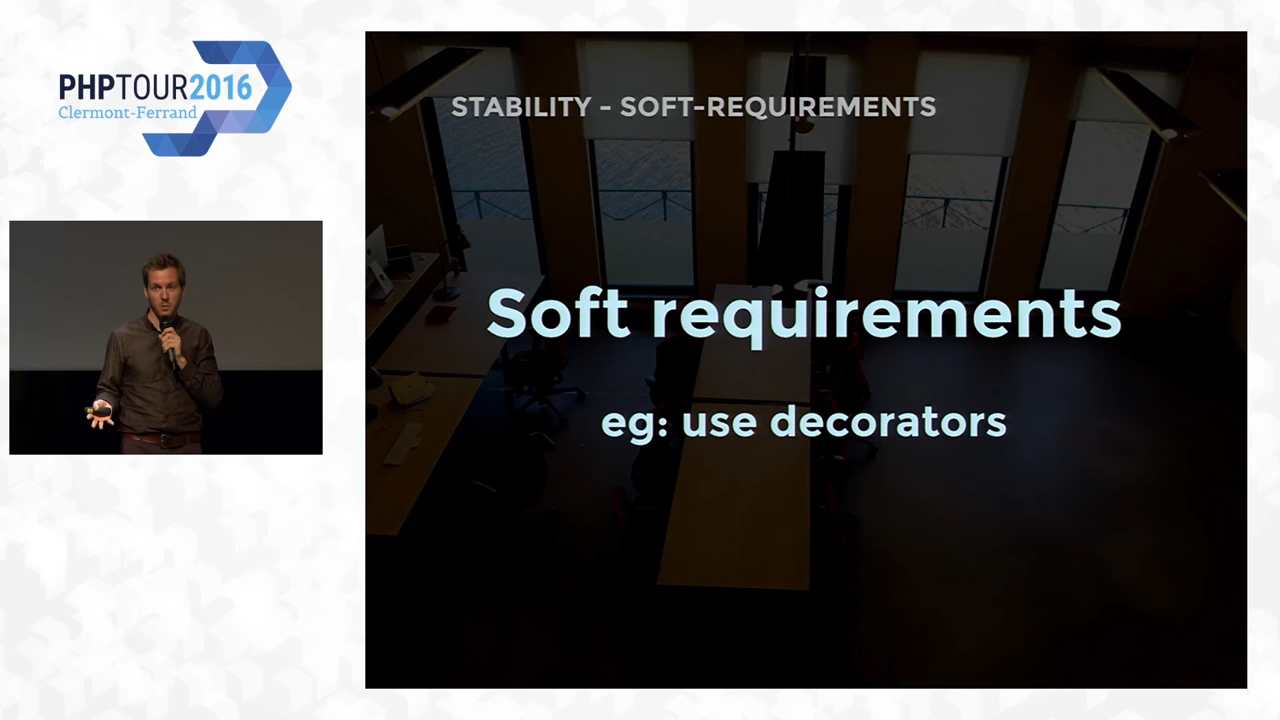 PHPTOUR2016
Clermont-Ferrand
STABILITY - SOFT-REQUIREMENTS
Soft requirements
eg: use decorators